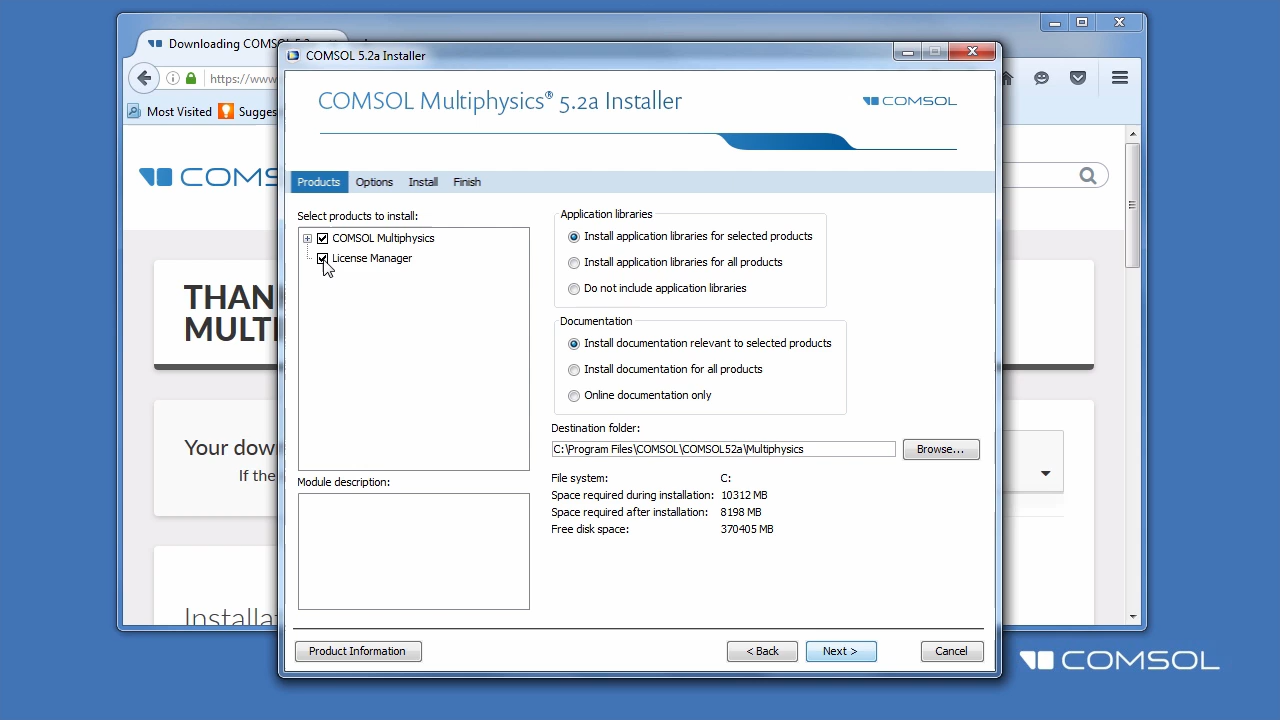 Downloading COMSOL 5.2
COMSOL 5.2a Installer
https://www.
Most Visited
Sugges
COMS
THAN
MULTI
Your down
If the
Installat
COMSOL Multiphysics® 5.2a Installer
COMSOL
Products Options Install Finish
Select products to install:
COMSOL Multiphysics
License Manager
Module description:
Application libraries
Install application libraries for selected products
Install application libraries for all products
Do not include application libraries
Documentation
Install documentation relevant to selected products
Install documentation for all products
Online documentation only
Destination folder:
C:\Program Files\COMSOL\COMSOL52a\Multiphysics Browse...
File system: C:
Space required during installation: 10312 MB
Space required after installation: 8198 MB
Free disk space: 370405 MB
Product Information < Back Next > Cancel
COMSOL